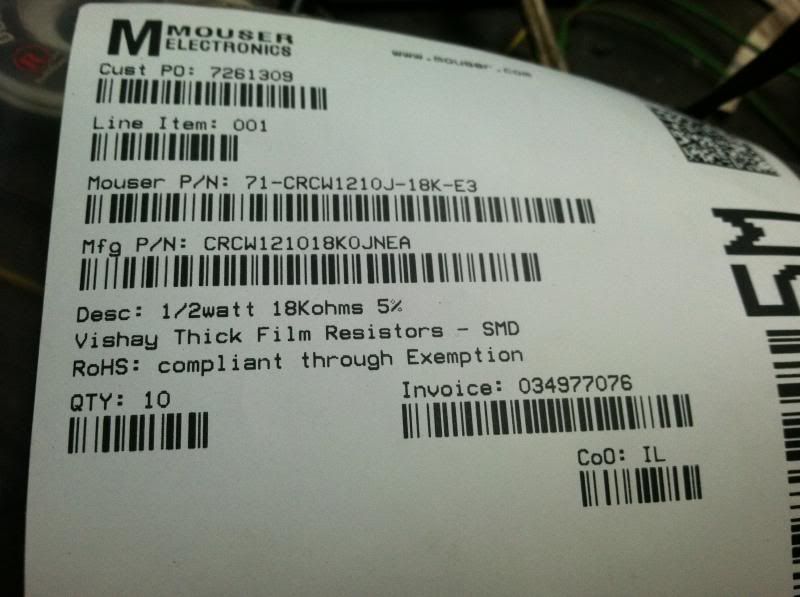 M MOUSER
ELECTRONICS
www.mouser.com
Cust PO: 7261309
Line Item: 001
Mouser P/N: 71-CRCW1210J-18K-E3
Mfg P/N: CRCW121018K0JNEA
Desc: 1/2watt 18Kohms 5%
Vishay Thick Film Resistors - SMD
RoHS: compliant through Exemption
QTY: 10
Invoice: 034977076
CoO: IL